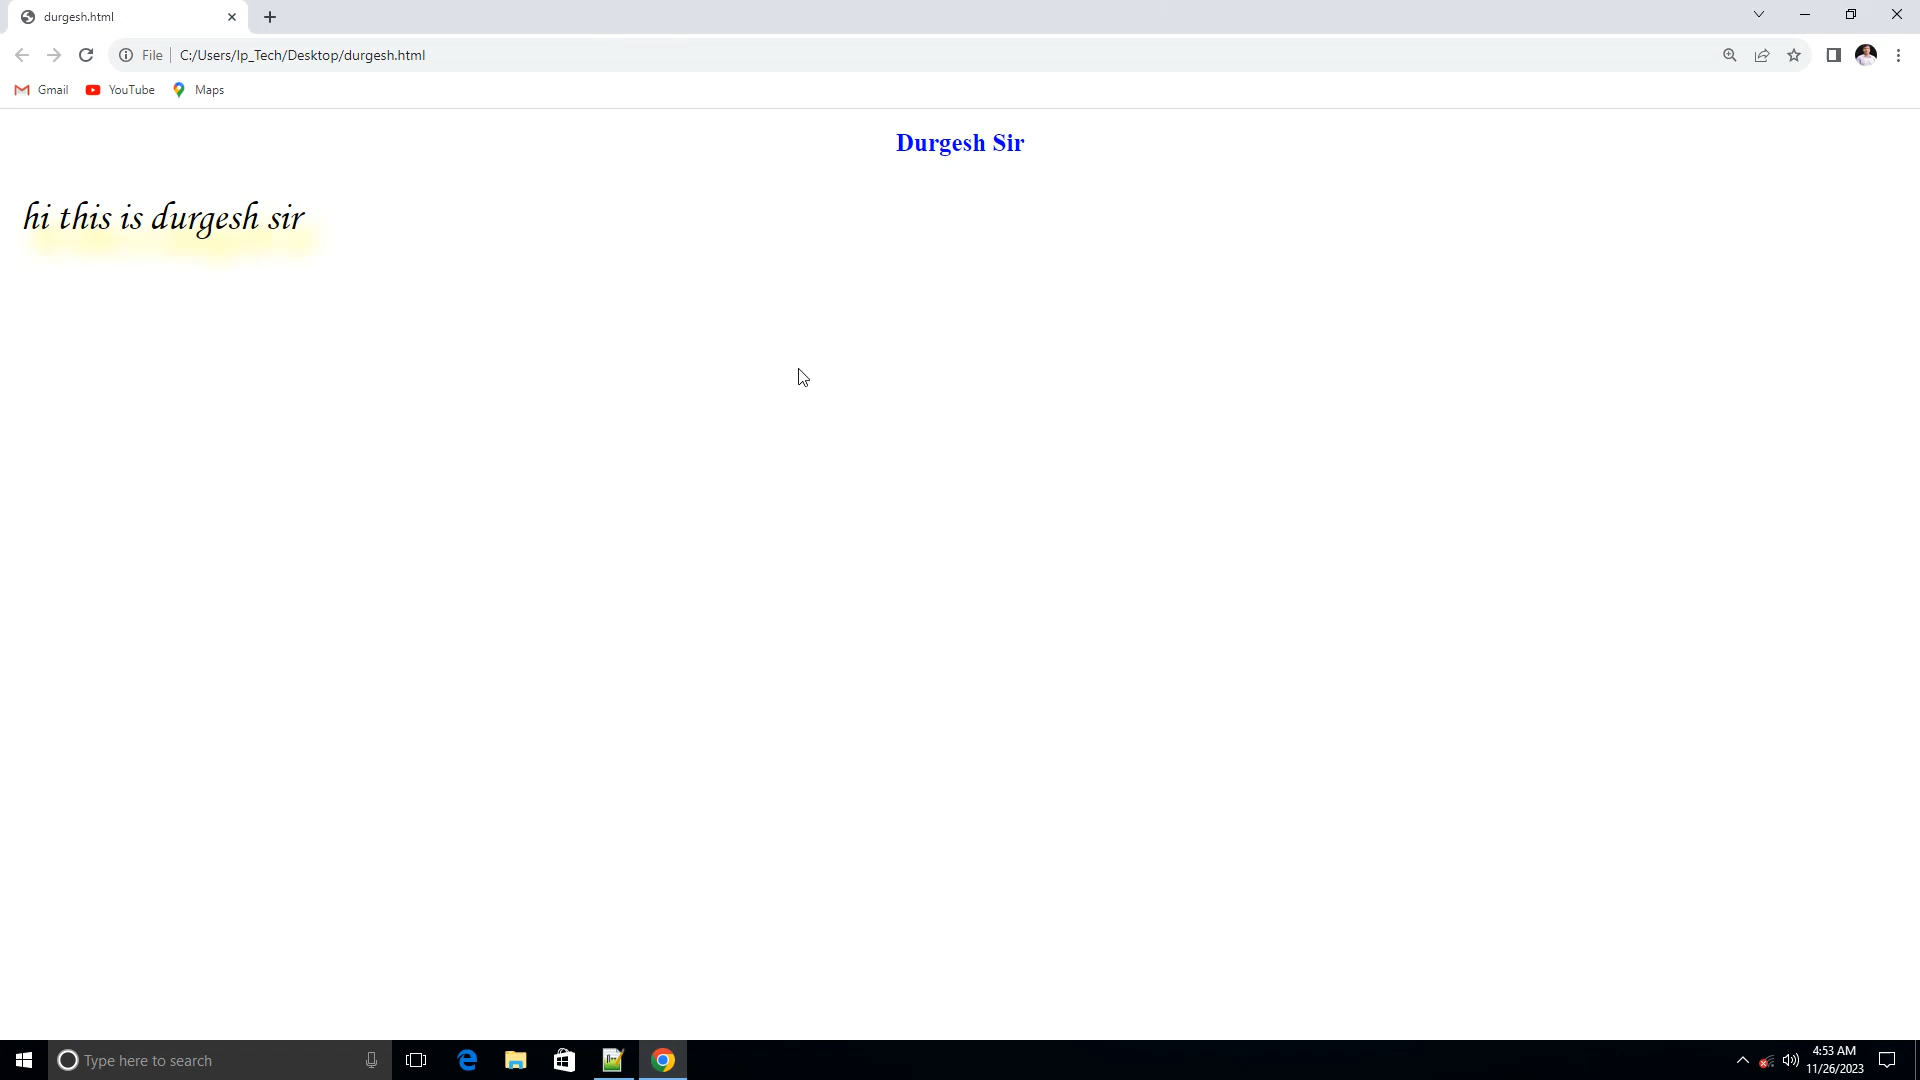 durgesh.html
File
C:/Users/Ip_Tech/Desktop/durgesh.html
Gmail
YouTube
Maps
Durgesh Sir
hi this is durgesh sir
Type here to search
4:53 AM
11/26/2023